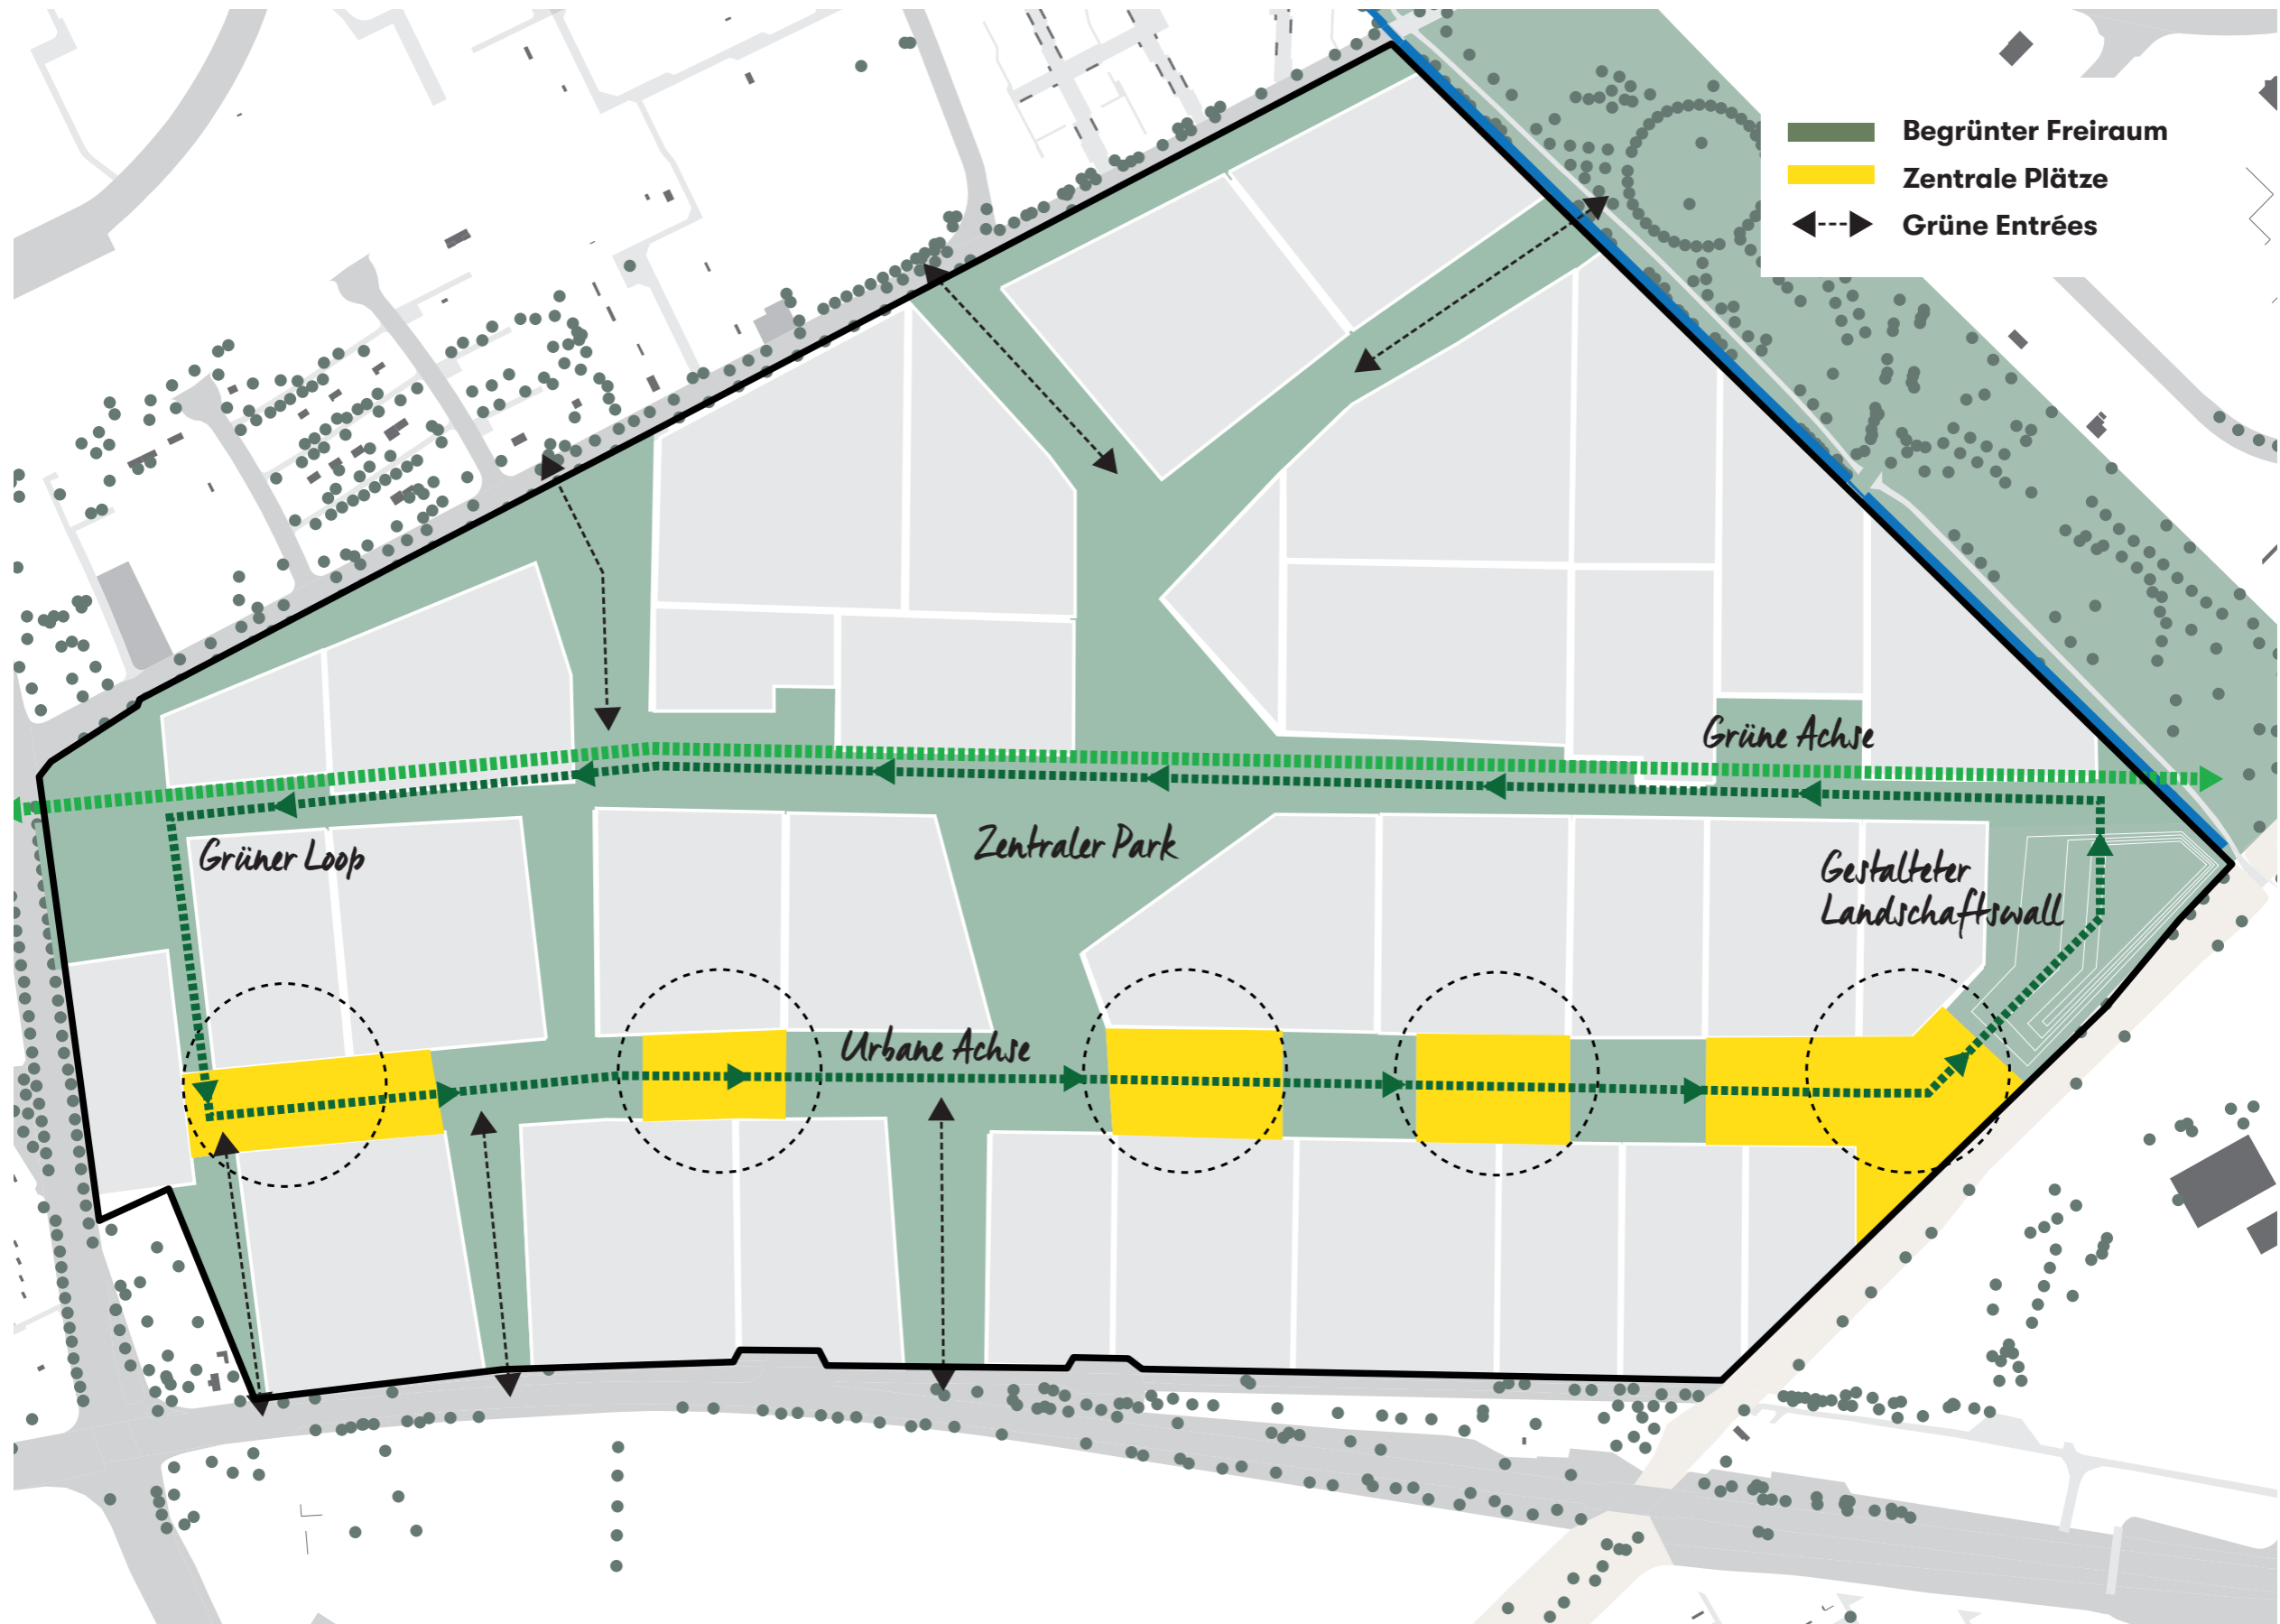 Begrünter Freiraum
Zentrale Plätze
Grüne Entrées
Grüne Achse
Grüner Loop
Zentraler Park
Gestalteter
Landschaftswall
Urbane Achse